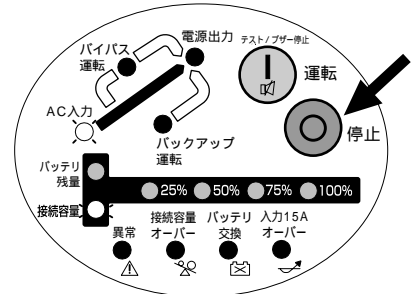 バイパス
運転
電源出力
テスト/ブザー停止
運転
AC入力
停止
バックアップ
運転
バッテリ
残量
25% 50% 75% 100%
接続容量
異常
接続容量
オーバー
バッテリ
交換
入力15A
オーバー